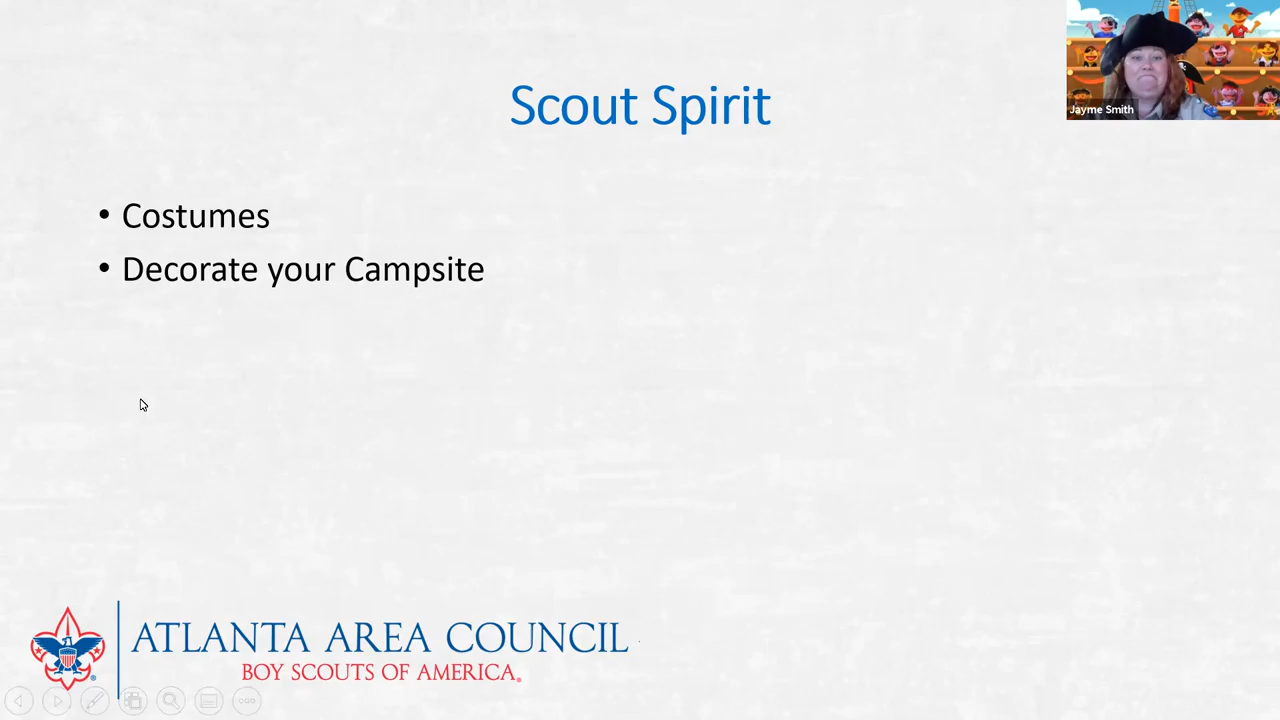 Jayme Smith
Scout Spirit
• Costumes
• Decorate your Campsite
ATLANTA AREA COUNCIL
BOY SCOUTS OF AMERICA®